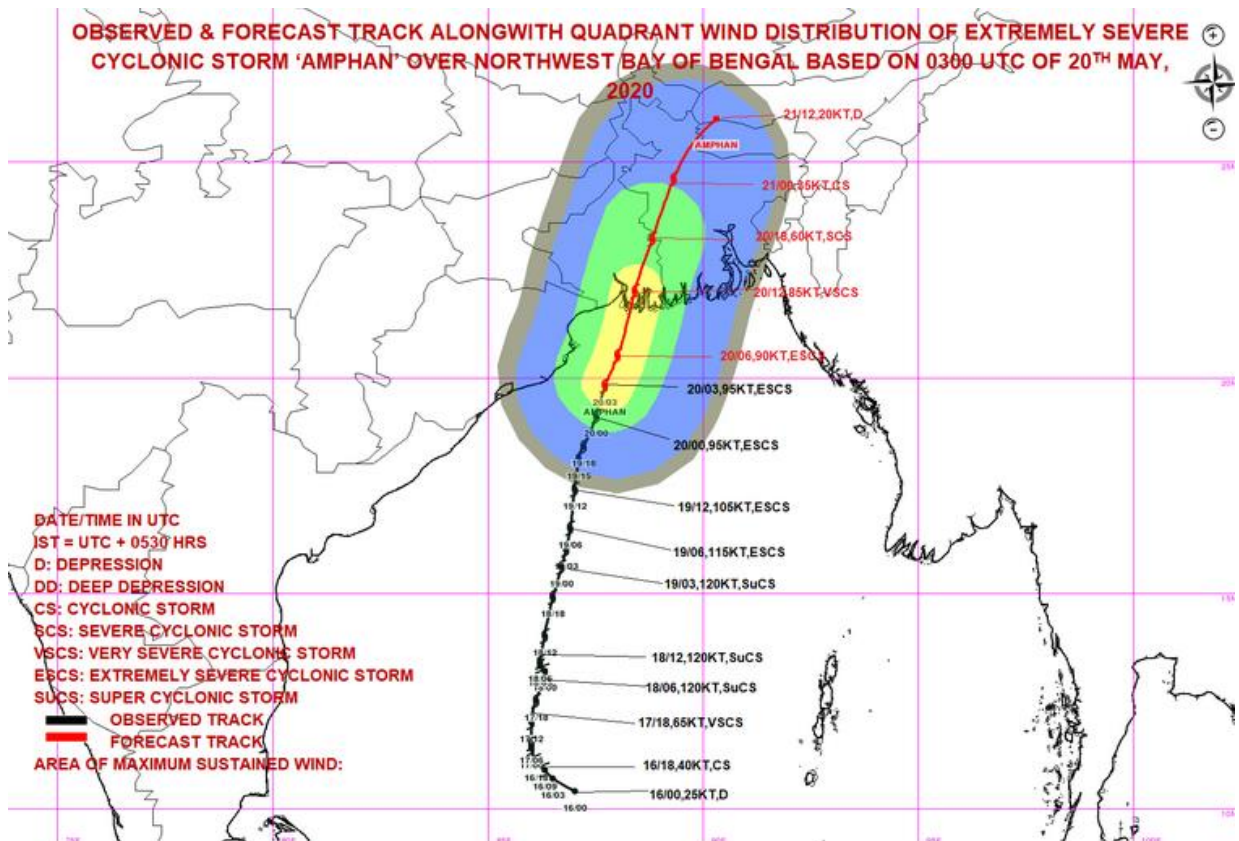 OBSERVED & FORECAST TRACK ALONGWITH QUADRANT WIND DISTRIBUTION OF EXTREMELY SEVERE
CYCLONIC STORM ‘AMPHAN’ OVER NORTHWEST BAY OF BENGAL BASED ON 0300 UTC OF 20TH MAY,
2020
21/12,20KT,D
AMPHAN
25N
21/00,35KT,CS
20/18,60KT,SCS
20/12,85KT,VSCS
20/06,90KT,ESCS
20N
20/03,95KT,ESCS
20/03
AMPHAN
20/00
20/00,95KT,ESCS
19/18
19/15
19/12
19/12,105KT,ESCS
19/06
19/06,115KT,ESCS
19/03
19/00
19/03,120KT,SuCS
15N
18/18
18/12
18/12,120KT,SuCS
18/06
18/00
18/06,120KT,SuCS
17/18
17/18,65KT,VSCS
17/12
17/06
16/18
16/18,40KT,CS
16/09
16/03
16/00,25KT,D
16/00
DATE/TIME IN UTC
IST = UTC + 0530 HRS
D: DEPRESSION
DD: DEEP DEPRESSION
CS: CYCLONIC STORM
SCS: SEVERE CYCLONIC STORM
VSCS: VERY SEVERE CYCLONIC STORM
ESCS: EXTREMELY SEVERE CYCLONIC STORM
SUCS: SUPER CYCLONIC STORM
OBSERVED TRACK
FORECAST TRACK
AREA OF MAXIMUM SUSTAINED WIND: